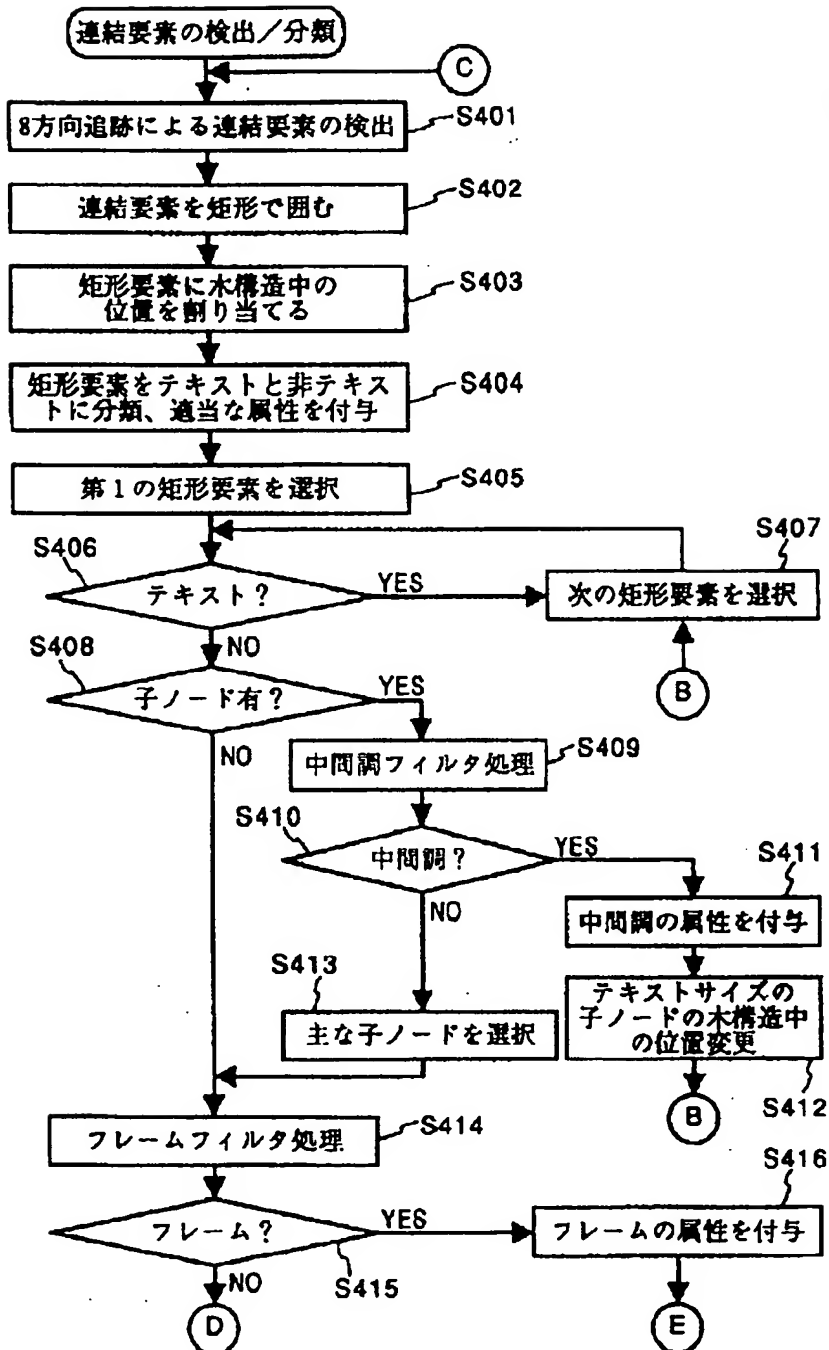 連結要素の検出/分類
C
8方向追跡による連結要素の検出
S401
連結要素を矩形で囲む
S402
矩形要素に木構造中の
位置を割り当てる
S403
矩形要素をテキストと非テキス
トに分類、適当な属性を付与
S404
第1の矩形要素を選択
S405
S406
テキスト?
YES
S407
次の矩形要素を選択
NO
B
S408
子ノード有?
YES
NO
中間調フィルタ処理
S409
S410
中間調?
YES
S411
中間調の属性を付与
NO
テキストサイズの
子ノードの木構造中
の位置変更
S412
B
S413
主な子ノードを選択
フレームフィルタ処理
S414
フレーム?
YES
S415
S416
フレームの属性を付与
NO
D
E